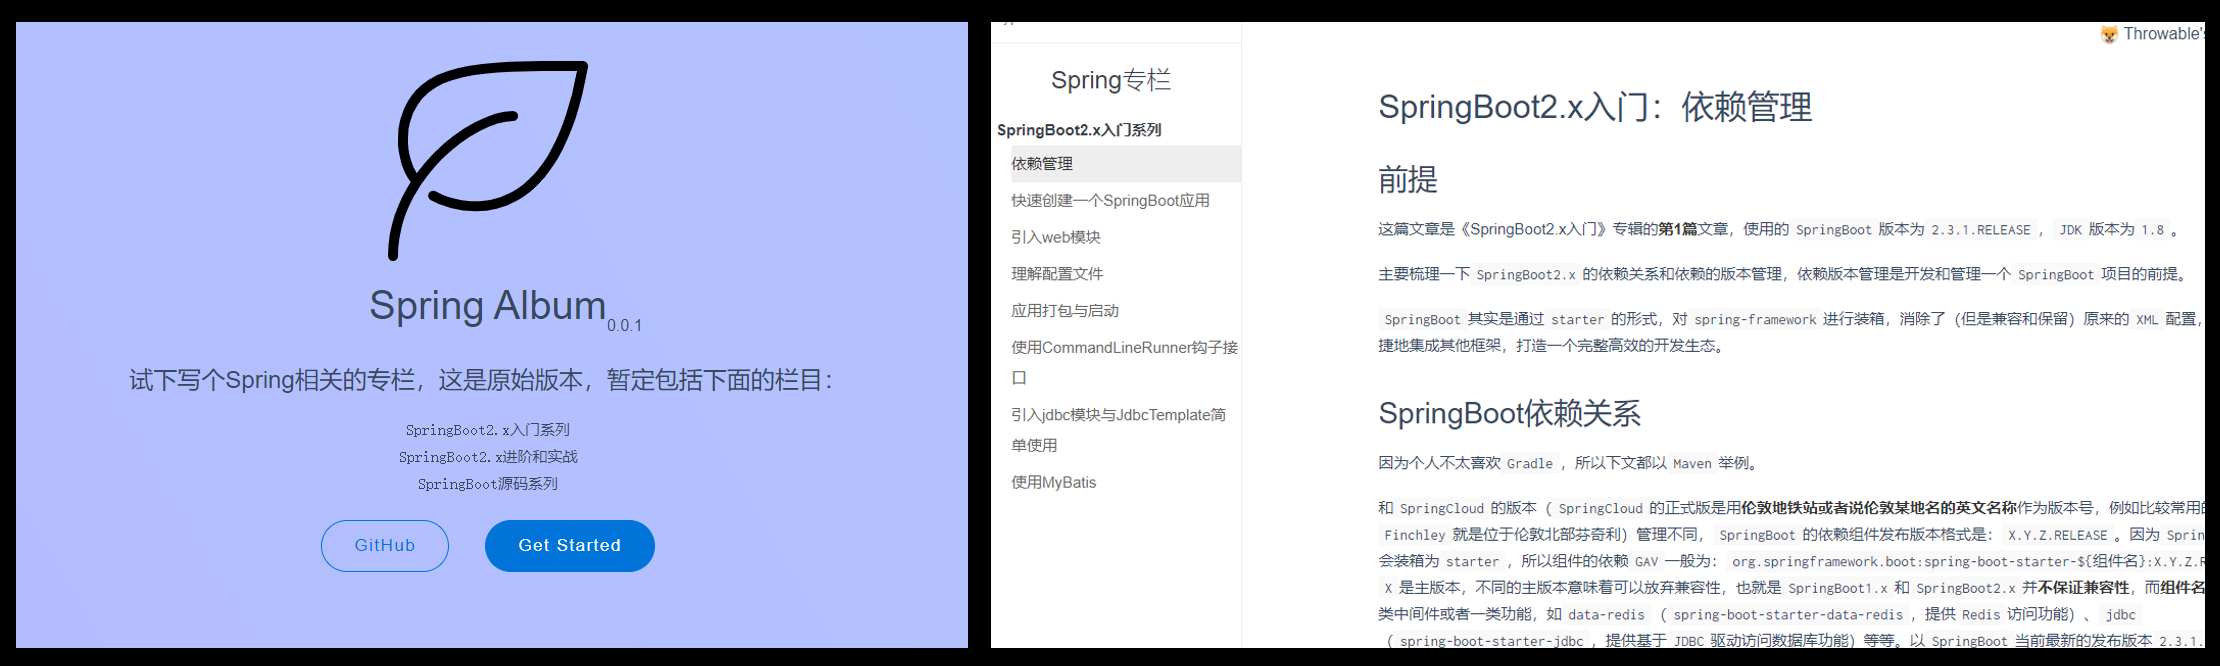 Spring Album 0.0.1
试下写个Spring相关的专栏，这是原始版本，暂定包括下面的栏目：
SpringBoot2.x入门系列
SpringBoot2.x进阶和实战
SpringBoot源码系列
GitHub
Get Started
Spring专栏
SpringBoot2.x入门系列
依赖管理
快速创建一个SpringBoot应用
引入web模块
理解配置文件
应用打包与启动
使用CommandLineRunner钩子接
口
引入jdbc模块与JdbcTemplate简
单使用
使用MyBatis
Throwable's
SpringBoot2.x入门：依赖管理
前提
这篇文章是《SpringBoot2.x入门》专辑的第1篇文章，使用的 SpringBoot 版本为 2.3.1.RELEASE ， JDK 版本为 1.8 。
主要梳理一下 SpringBoot2.x 的依赖关系和依赖的版本管理，依赖版本管理是开发和管理一个 SpringBoot 项目的前提。
SpringBoot 其实是通过 starter 的形式，对 spring-framework 进行装箱，消除了（但是兼容和保留）原来的 XML 配置，
捷地集成其他框架，打造一个完整高效的开发生态。
SpringBoot依赖关系
因为个人不太喜欢 Gradle ，所以下文都以 Maven 举例。
和 SpringCloud 的版本（ SpringCloud 的正式版是用伦敦地铁站或者说伦敦某地名的英文名称作为版本号，例如比较常用的
Finchley 就是位于伦敦北部芬奇利）管理不同， SpringBoot 的依赖组件发布版本格式是： X.Y.Z.RELEASE 。因为 Sprin
会装箱为 starter ，所以组件的依赖 GAV 一般为： org.springframework.boot:spring-boot-starter-${组件名}:X.Y.Z.R
X 是主版本，不同的主版本意味着可以放弃兼容性，也就是 SpringBoot1.x 和 SpringBoot2.x 并不保证兼容性，而组件名
类中间件或者一类功能，如 data-redis （ spring-boot-starter-data-redis ，提供 Redis 访问功能）、 jdbc
（ spring-boot-starter-jdbc ，提供基于 JDBC 驱动访问数据库功能）等等。以 SpringBoot 当前最新的发布版本 2.3.1.